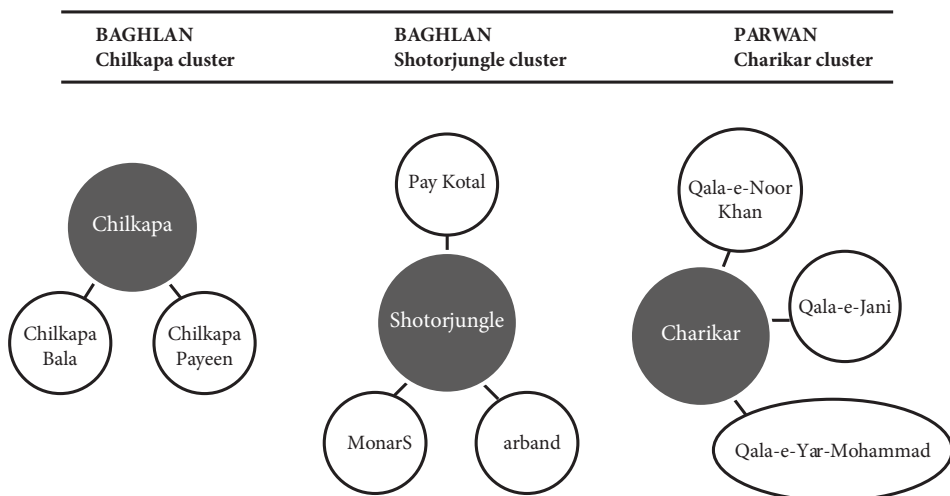 BAGHLAN
Chilkapa cluster
BAGHLAN
Shotorjungle cluster
PARWAN
Charikar cluster
Chilkapa
Chilkapa
Bala
Chilkapa
Payeen
Pay Kotal
Shotorjungle
MonarS
arband
Qala-e-Noor
Khan
Qala-e-Jani
Charikar
Qala-e-Yar-Mohammad